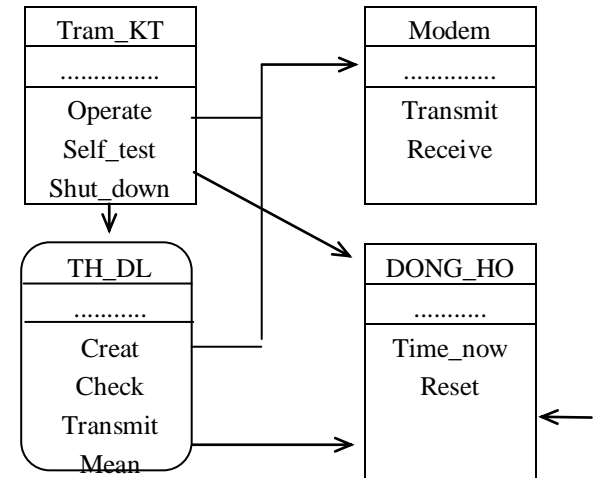 Tram_KT
...............
Operate
Self_test
Shut_down
Modem
..............
Transmit
Receive
TH_DL
...........
Creat
Check
Transmit
Mean
DONG_HO
...........
Time_now
Reset